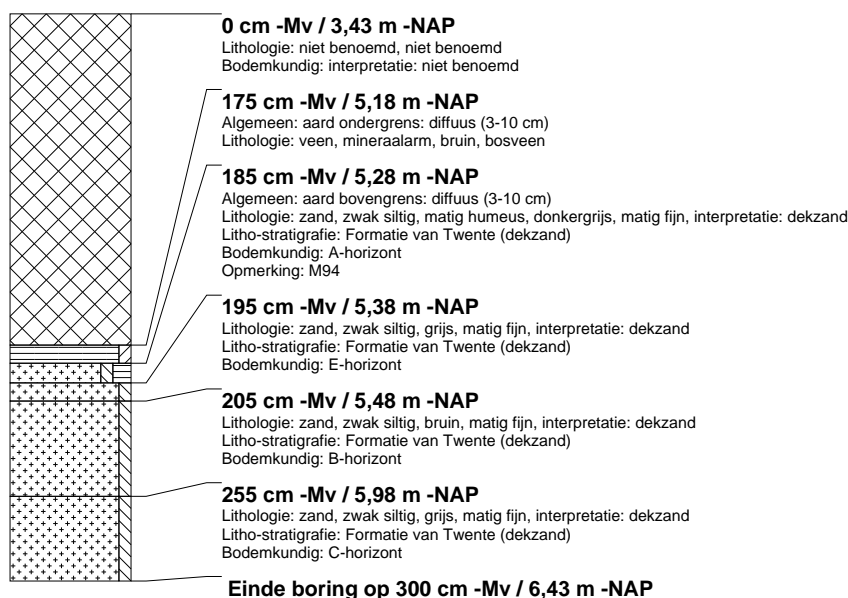 0 cm -Mv / 3,43 m -NAP
Lithologie: niet benoemd, niet benoemd
Bodemkundig: interpretatie: niet benoemd
175 cm -Mv / 5,18 m -NAP
Algemeen: aard ondergrens: diffuus (3-10 cm)
Lithologie: veen, mineraalarm, bruin, bosveen
185 cm -Mv / 5,28 m -NAP
Algemeen: aard bovengrens: diffuus (3-10 cm)
Lithologie: zand, zwak siltig, matig humeus, donkergrijs, matig fijn, interpretatie: dekzand
Litho-stratigrafie: Formatie van Twente (dekzand)
Bodemkundig: A-horizont
Opmerking: M94
195 cm -Mv / 5,38 m -NAP
Lithologie: zand, zwak siltig, grijs, matig fijn, interpretatie: dekzand
Litho-stratigrafie: Formatie van Twente (dekzand)
Bodemkundig: E-horizont
205 cm -Mv / 5,48 m -NAP
Lithologie: zand, zwak siltig, bruin, matig fijn, interpretatie: dekzand
Litho-stratigrafie: Formatie van Twente (dekzand)
Bodemkundig: B-horizont
255 cm -Mv / 5,98 m -NAP
Lithologie: zand, zwak siltig, grijs, matig fijn, interpretatie: dekzand
Litho-stratigrafie: Formatie van Twente (dekzand)
Bodemkundig: C-horizont
Einde boring op 300 cm -Mv / 6,43 m -NAP